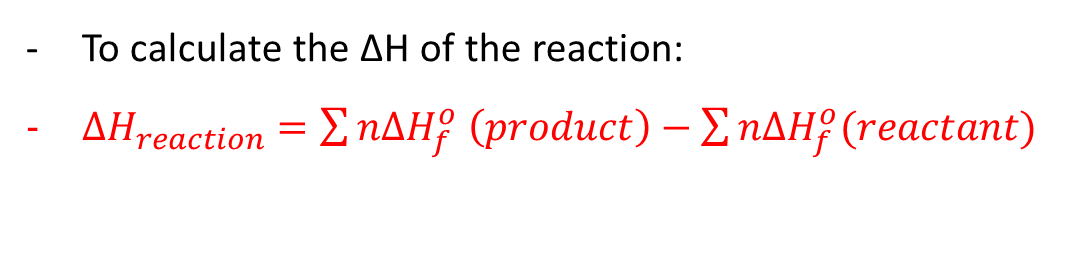 - To calculate the ΔH of the reaction:
- ΔH_reaction = ∑ nΔH_f^o (product) − ∑ nΔH_f^o (reactant)